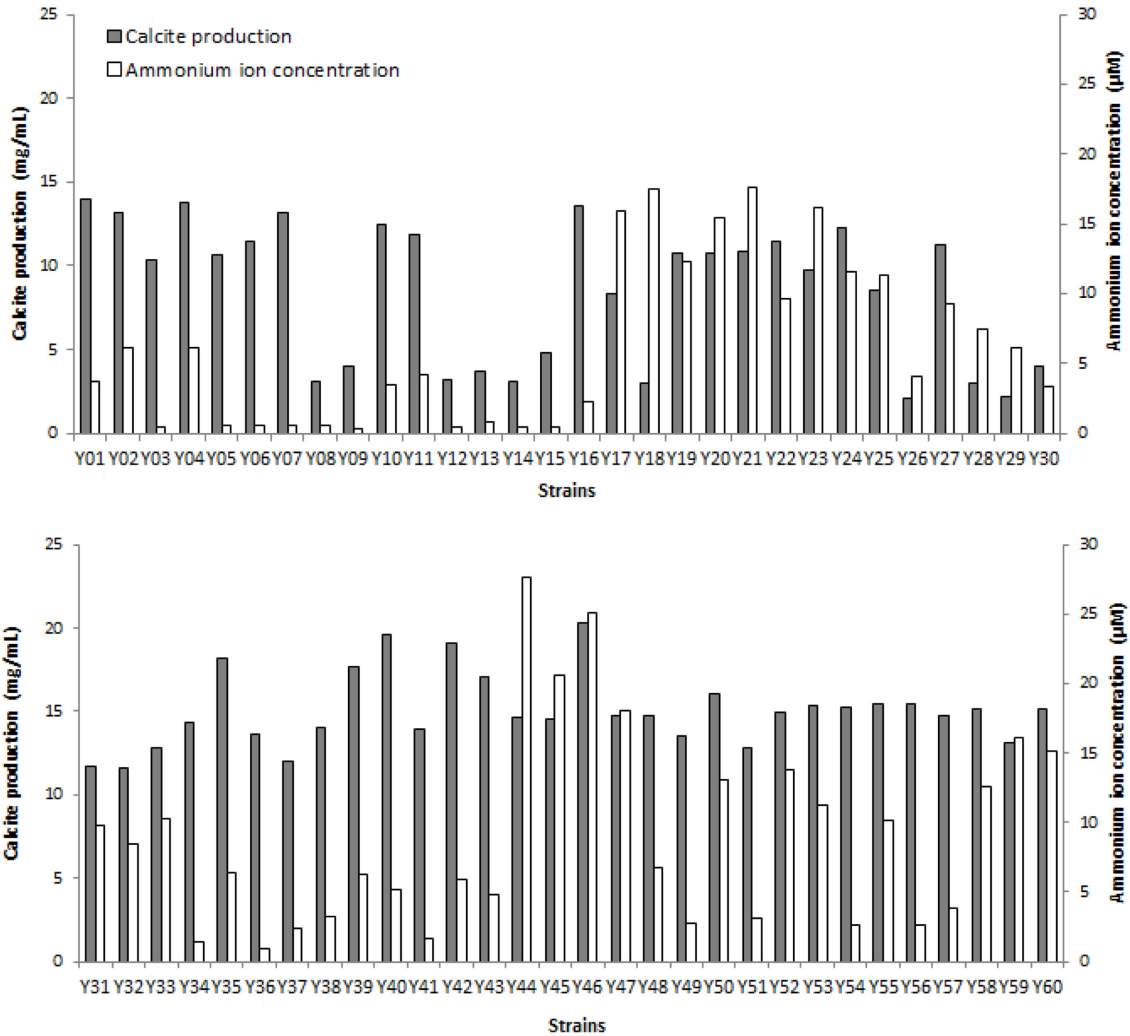 25
20
15
10
5
0
Calcite production (mg/mL)
Calcite production
Ammonium ion concentration
30
25
20
15
10
5
0
Ammonium ion concentration (µM)
Y01 Y02 Y03 Y04 Y05 Y06 Y07 Y08 Y09 Y10 Y11 Y12 Y13 Y14 Y15 Y16 Y17 Y18 Y19 Y20 Y21 Y22 Y23 Y24 Y25 Y26 Y27 Y28 Y29 Y30
Strains
25
20
15
10
5
0
Calcite production (mg/mL)
30
25
20
15
10
5
0
Ammonium ion concentration (µM)
Y31 Y32 Y33 Y34 Y35 Y36 Y37 Y38 Y39 Y40 Y41 Y42 Y43 Y44 Y45 Y46 Y47 Y48 Y49 Y50 Y51 Y52 Y53 Y54 Y55 Y56 Y57 Y58 Y59 Y60
Strains